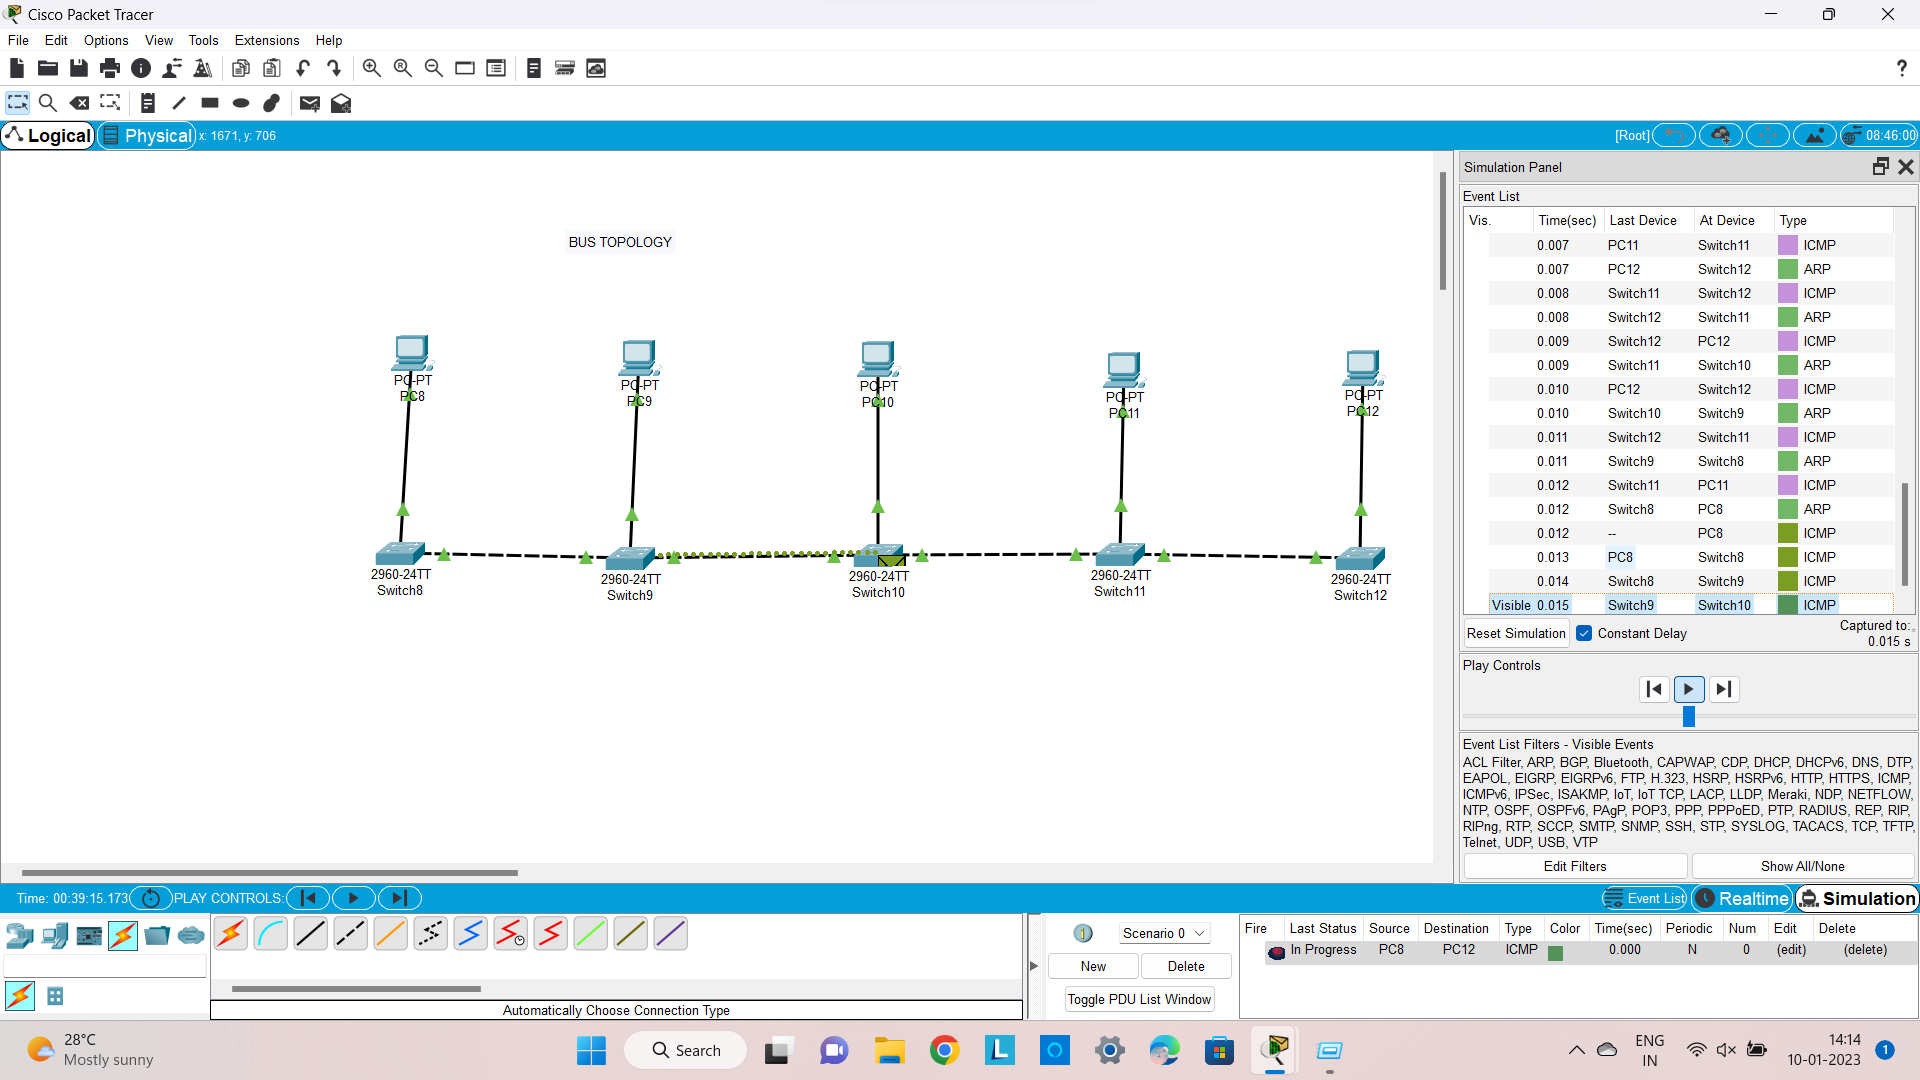 Cisco Packet Tracer
File Edit Options View Tools Extensions Help
?
Logical Physical x: 1671, y: 706 [Root] 08:46:00
BUS TOPOLOGY
PC-PT
PC8
PC-PT
PC9
PC-PT
PC10
PC-PT
PC11
PC-PT
PC12
2960-24TT
Switch8
2960-24TT
Switch9
2960-24TT
Switch10
2960-24TT
Switch11
2960-24TT
Switch12
Simulation Panel
Event List
Vis. Time(sec) Last Device At Device Type
0.007 PC11 Switch11 ICMP
0.007 PC12 Switch12 ARP
0.008 Switch11 Switch12 ICMP
0.008 Switch12 Switch11 ARP
0.009 Switch12 PC12 ICMP
0.009 Switch11 Switch10 ARP
0.010 PC12 Switch12 ICMP
0.010 Switch10 Switch9 ARP
0.011 Switch12 Switch11 ICMP
0.011 Switch9 Switch8 ARP
0.012 Switch11 PC11 ICMP
0.012 Switch8 PC8 ARP
0.012 -- PC8 ICMP
0.013 PC8 Switch8 ICMP
0.014 Switch8 Switch9 ICMP
Visible 0.015 Switch9 Switch10 ICMP
Reset Simulation Constant Delay Captured to:
0.015 s
Play Controls
Event List Filters - Visible Events
ACL Filter, ARP, BGP, Bluetooth, CAPWAP, CDP, DHCP, DHCPv6, DNS, DTP,
EAPOL, EIGRP, EIGRPv6, FTP, H.323, HSRP, HSRPv6, HTTP, HTTPS, ICMP,
ICMPv6, IPSec, ISAKMP, IoT, IoT TCP, LACP, LLDP, Meraki, NDP, NETFLOW,
NTP, OSPF, OSPFv6, PAgP, POP3, PPP, PPPoED, PTP, RADIUS, REP, RIP,
RIPng, RTP, SCCP, SMTP, SNMP, SSH, STP, SYSLOG, TACACS, TCP, TFTP,
Telnet, UDP, USB, VTP
Edit Filters Show All/None
Time: 00:39:15.173 PLAY CONTROLS: Event List Realtime Simulation
Automatically Choose Connection Type
Scenario 0
New Delete
Toggle PDU List Window
Fire Last Status Source Destination Type Color Time(sec) Periodic Num Edit Delete
In Progress PC8 PC12 ICMP 0.000 N 0 (edit) (delete)
28°C
Mostly sunny
Search
ENG
IN
14:14
10-01-2023
1